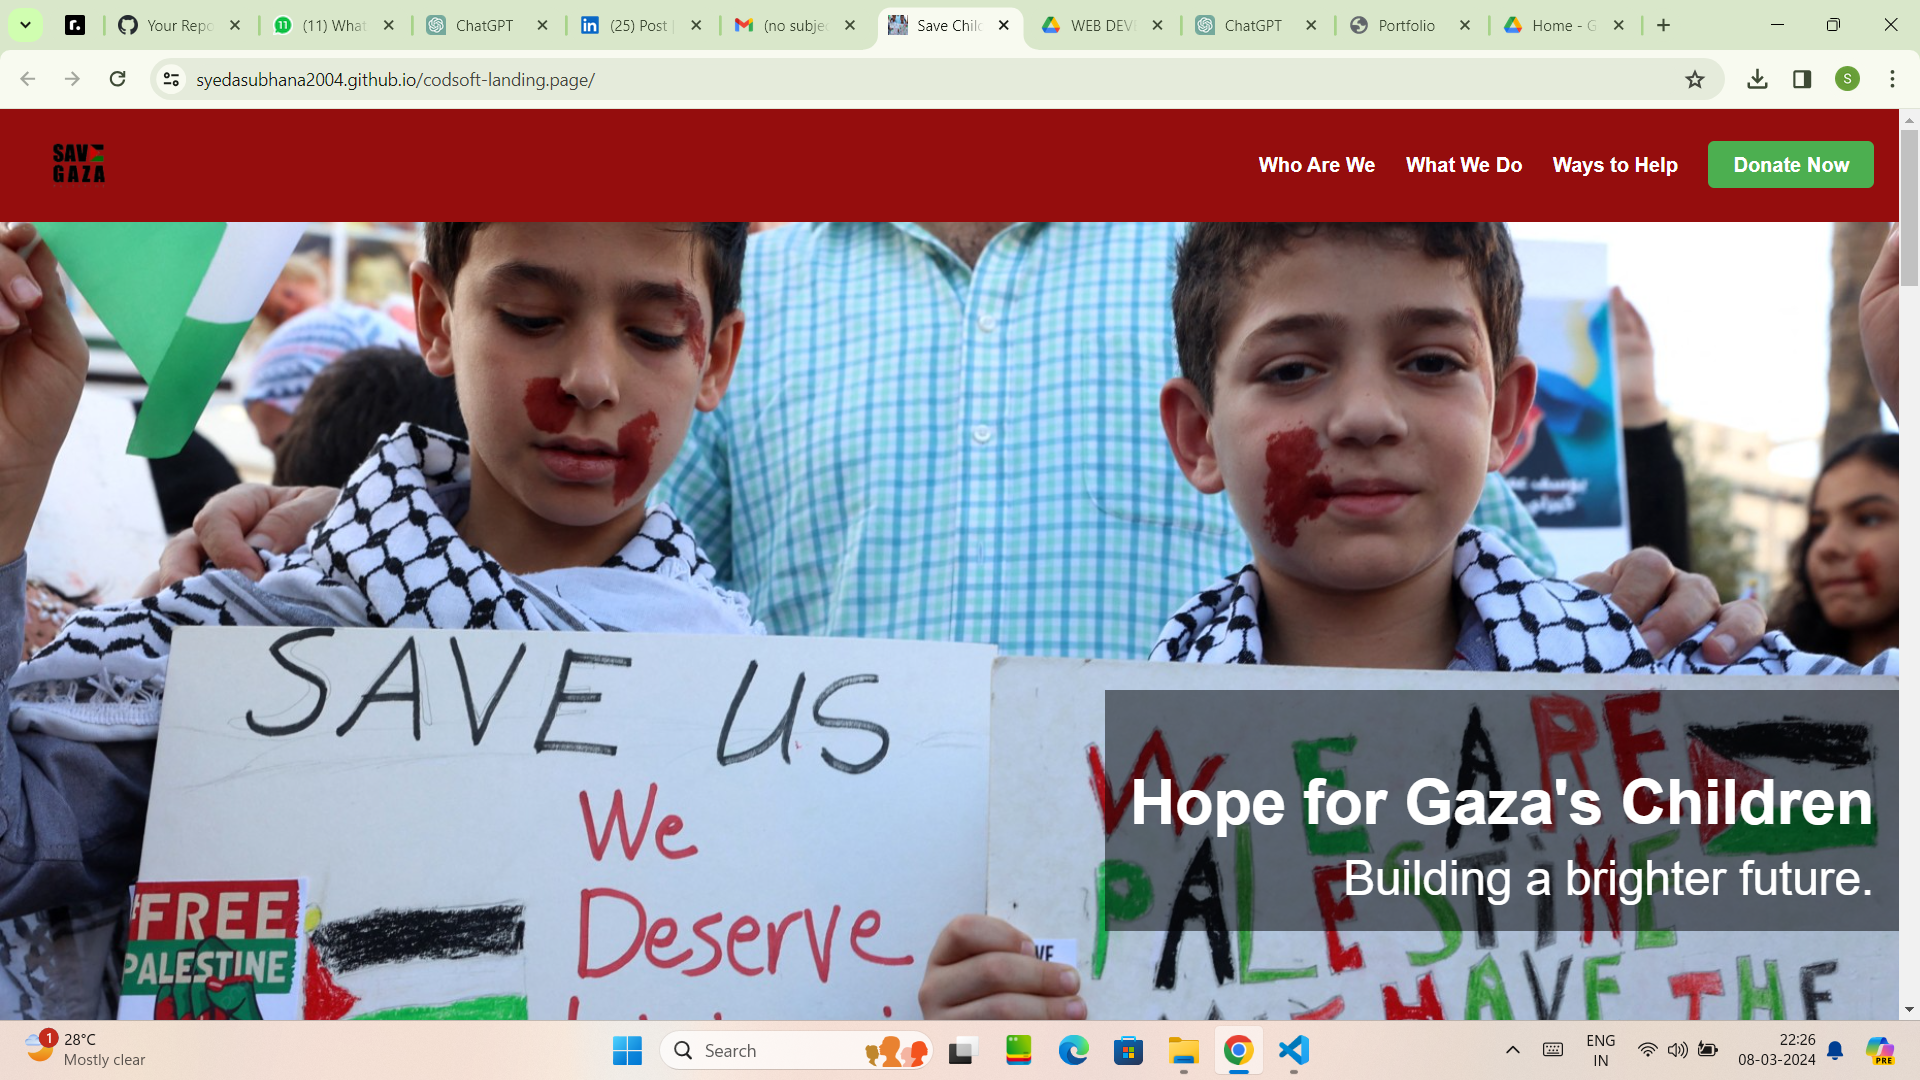 Your Repo
(11) What
ChatGPT
(25) Post
(no subje
Save Chil
WEB DEV
ChatGPT
Portfolio
Home - G
syedasubhana2004.github.io/codsoft-landing.page/
S
SAVE
GAZA
Who Are We
What We Do
Ways to Help
Donate Now
SAVE US
We
Deserve
FREE
PALESTINE
WE ARE
PALESTINE
HAVE THE
Hope for Gaza's Children
Building a brighter future.
1
28°C
Mostly clear
Search
ENG
IN
22:26
08-03-2024
PRE